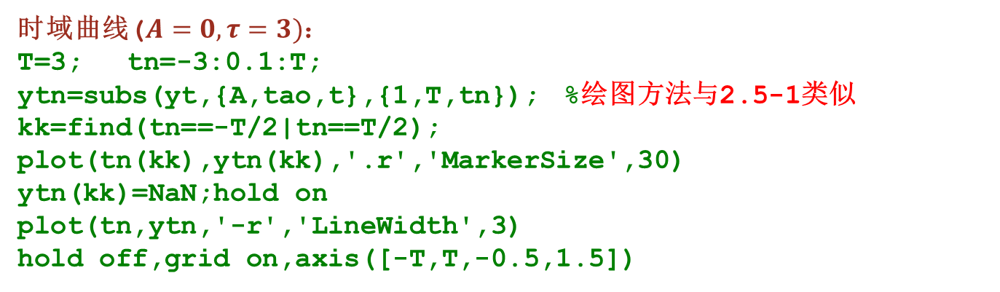 时域曲线(A = 0, τ = 3):
T=3;   tn=-3:0.1:T;
ytn=subs(yt,{A,tao,t},{1,T,tn});  %绘图方法与2.5-1类似
kk=find(tn==-T/2|tn==T/2);
plot(tn(kk),ytn(kk),'.r','MarkerSize',30)
ytn(kk)=NaN;hold on
plot(tn,ytn,'-r','LineWidth',3)
hold off,grid on,axis([-T,T,-0.5,1.5])